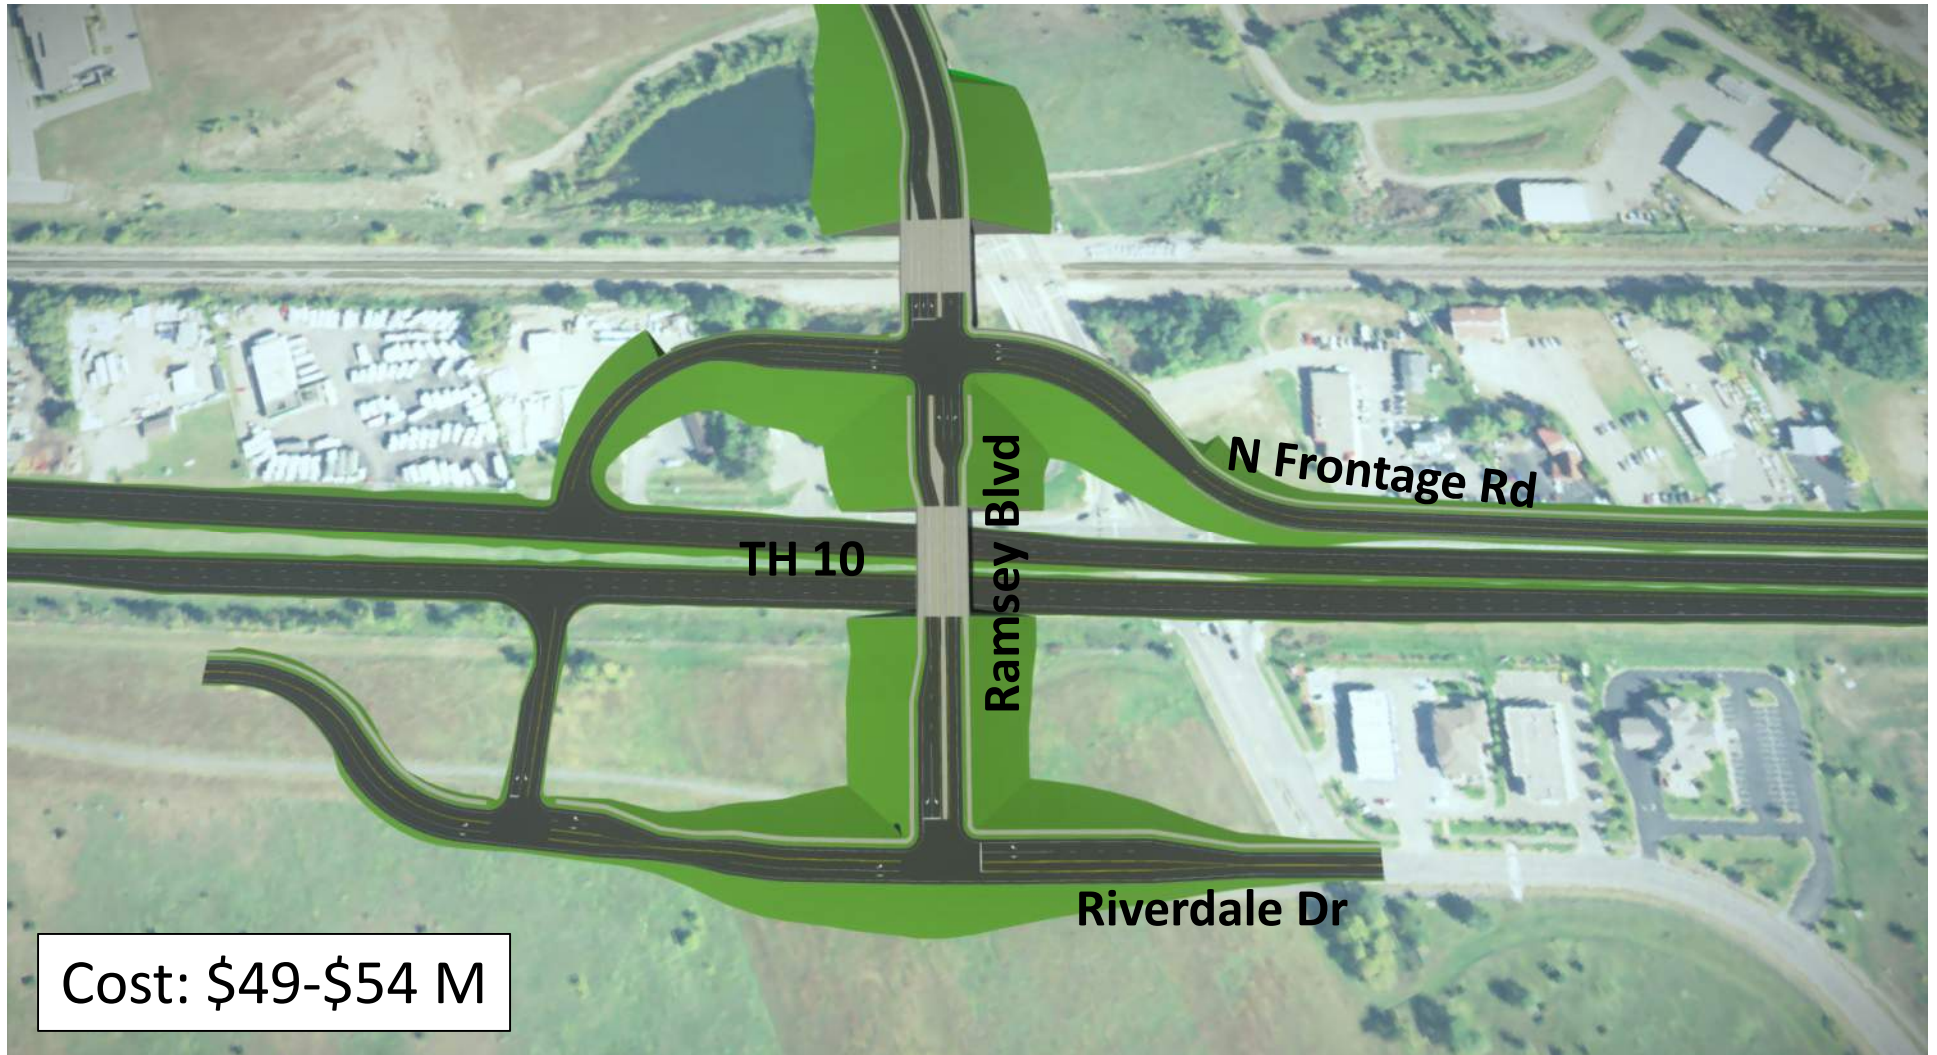 N Frontage Rd
TH 10
Ramsey Blvd
Riverdale Dr
Cost: $49-$54 M